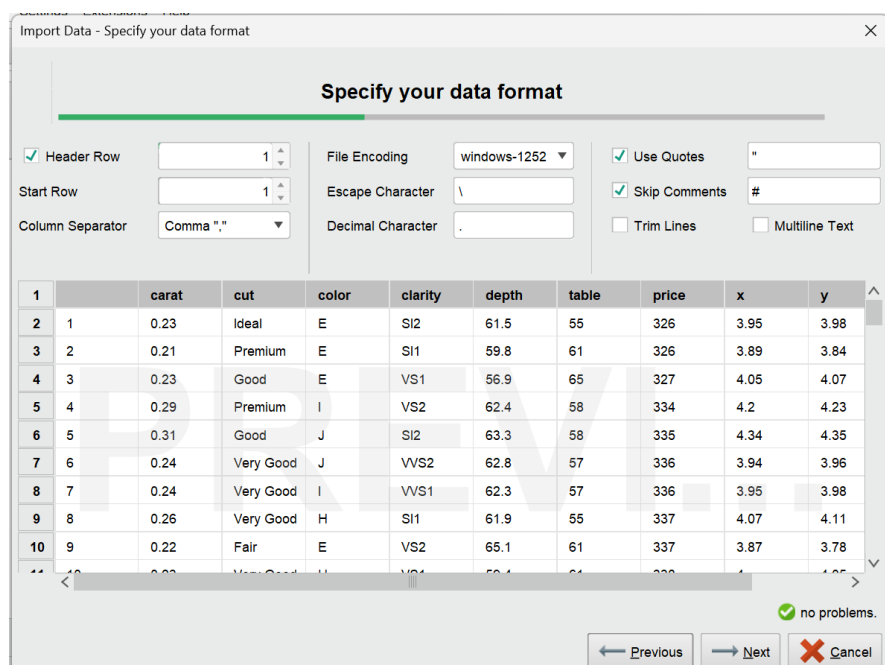 Settings Extensions Help
Import Data - Specify your data format
Specify your data format
Header Row 1 File Encoding windows-1252 Use Quotes "
Start Row 1 Escape Character \ Skip Comments #
Column Separator Comma "," Decimal Character . Trim Lines Multiline Text
1 carat cut color clarity depth table price x y
2 1 0.23 Ideal E SI2 61.5 55 326 3.95 3.98
3 2 0.21 Premium E SI1 59.8 61 326 3.89 3.84
4 3 0.23 Good E VS1 56.9 65 327 4.05 4.07
5 4 0.29 Premium I VS2 62.4 58 334 4.2 4.23
6 5 0.31 Good J SI2 63.3 58 335 4.34 4.35
7 6 0.24 Very Good J VVS2 62.8 57 336 3.94 3.96
8 7 0.24 Very Good I VVS1 62.3 57 336 3.95 3.98
9 8 0.26 Very Good H SI1 61.9 55 337 4.07 4.11
10 9 0.22 Fair E VS2 65.1 61 337 3.87 3.78
PREVI...
no problems.
Previous Next Cancel